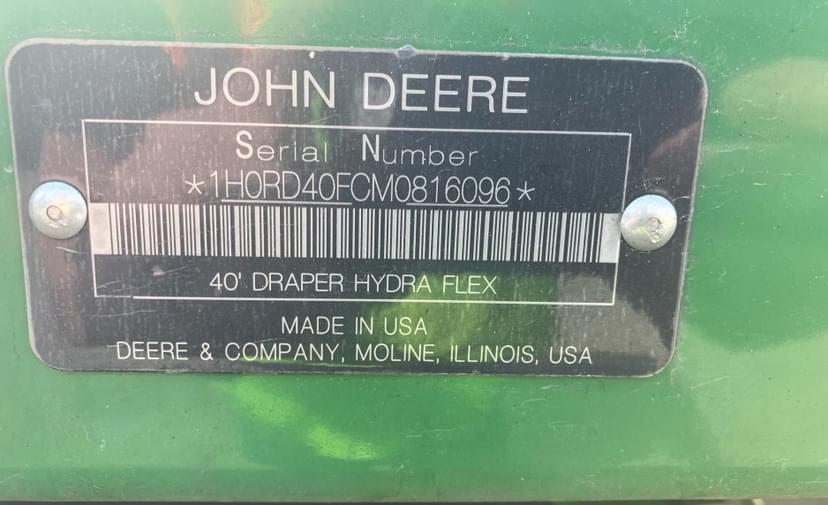 JOHN DEERE
Serial Number
*1H0RD40FCM0816096*
40' DRAPER HYDRA FLEX
MADE IN USA
DEERE & COMPANY, MOLINE, ILLINOIS, USA